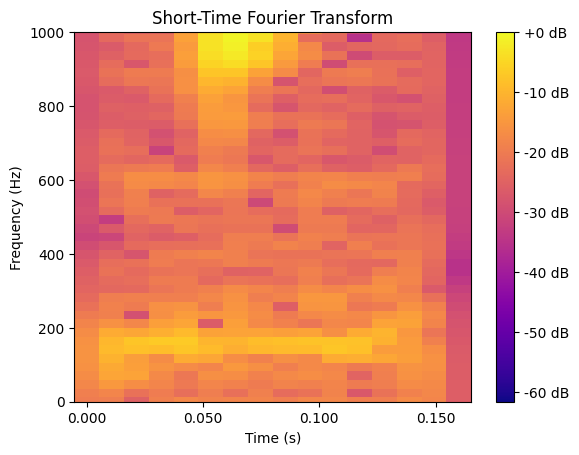 Short-Time Fourier Transform
1000
800
600
400
200
0
Frequency (Hz)
0.000
0.050
0.100
0.150
Time (s)
+0 dB
-10 dB
-20 dB
-30 dB
-40 dB
-50 dB
-60 dB